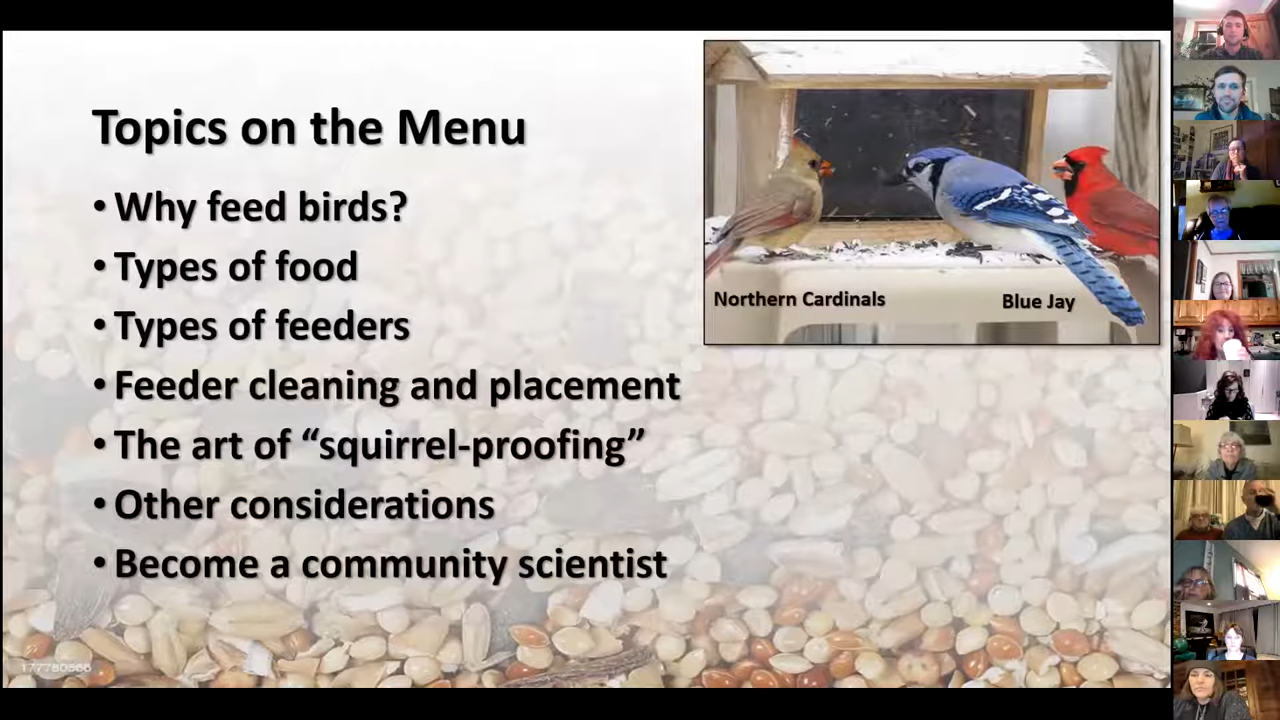 Topics on the Menu
• Why feed birds?
• Types of food
• Types of feeders
• Feeder cleaning and placement
• The art of “squirrel-proofing”
• Other considerations
• Become a community scientist
Northern Cardinals
Blue Jay
177780566